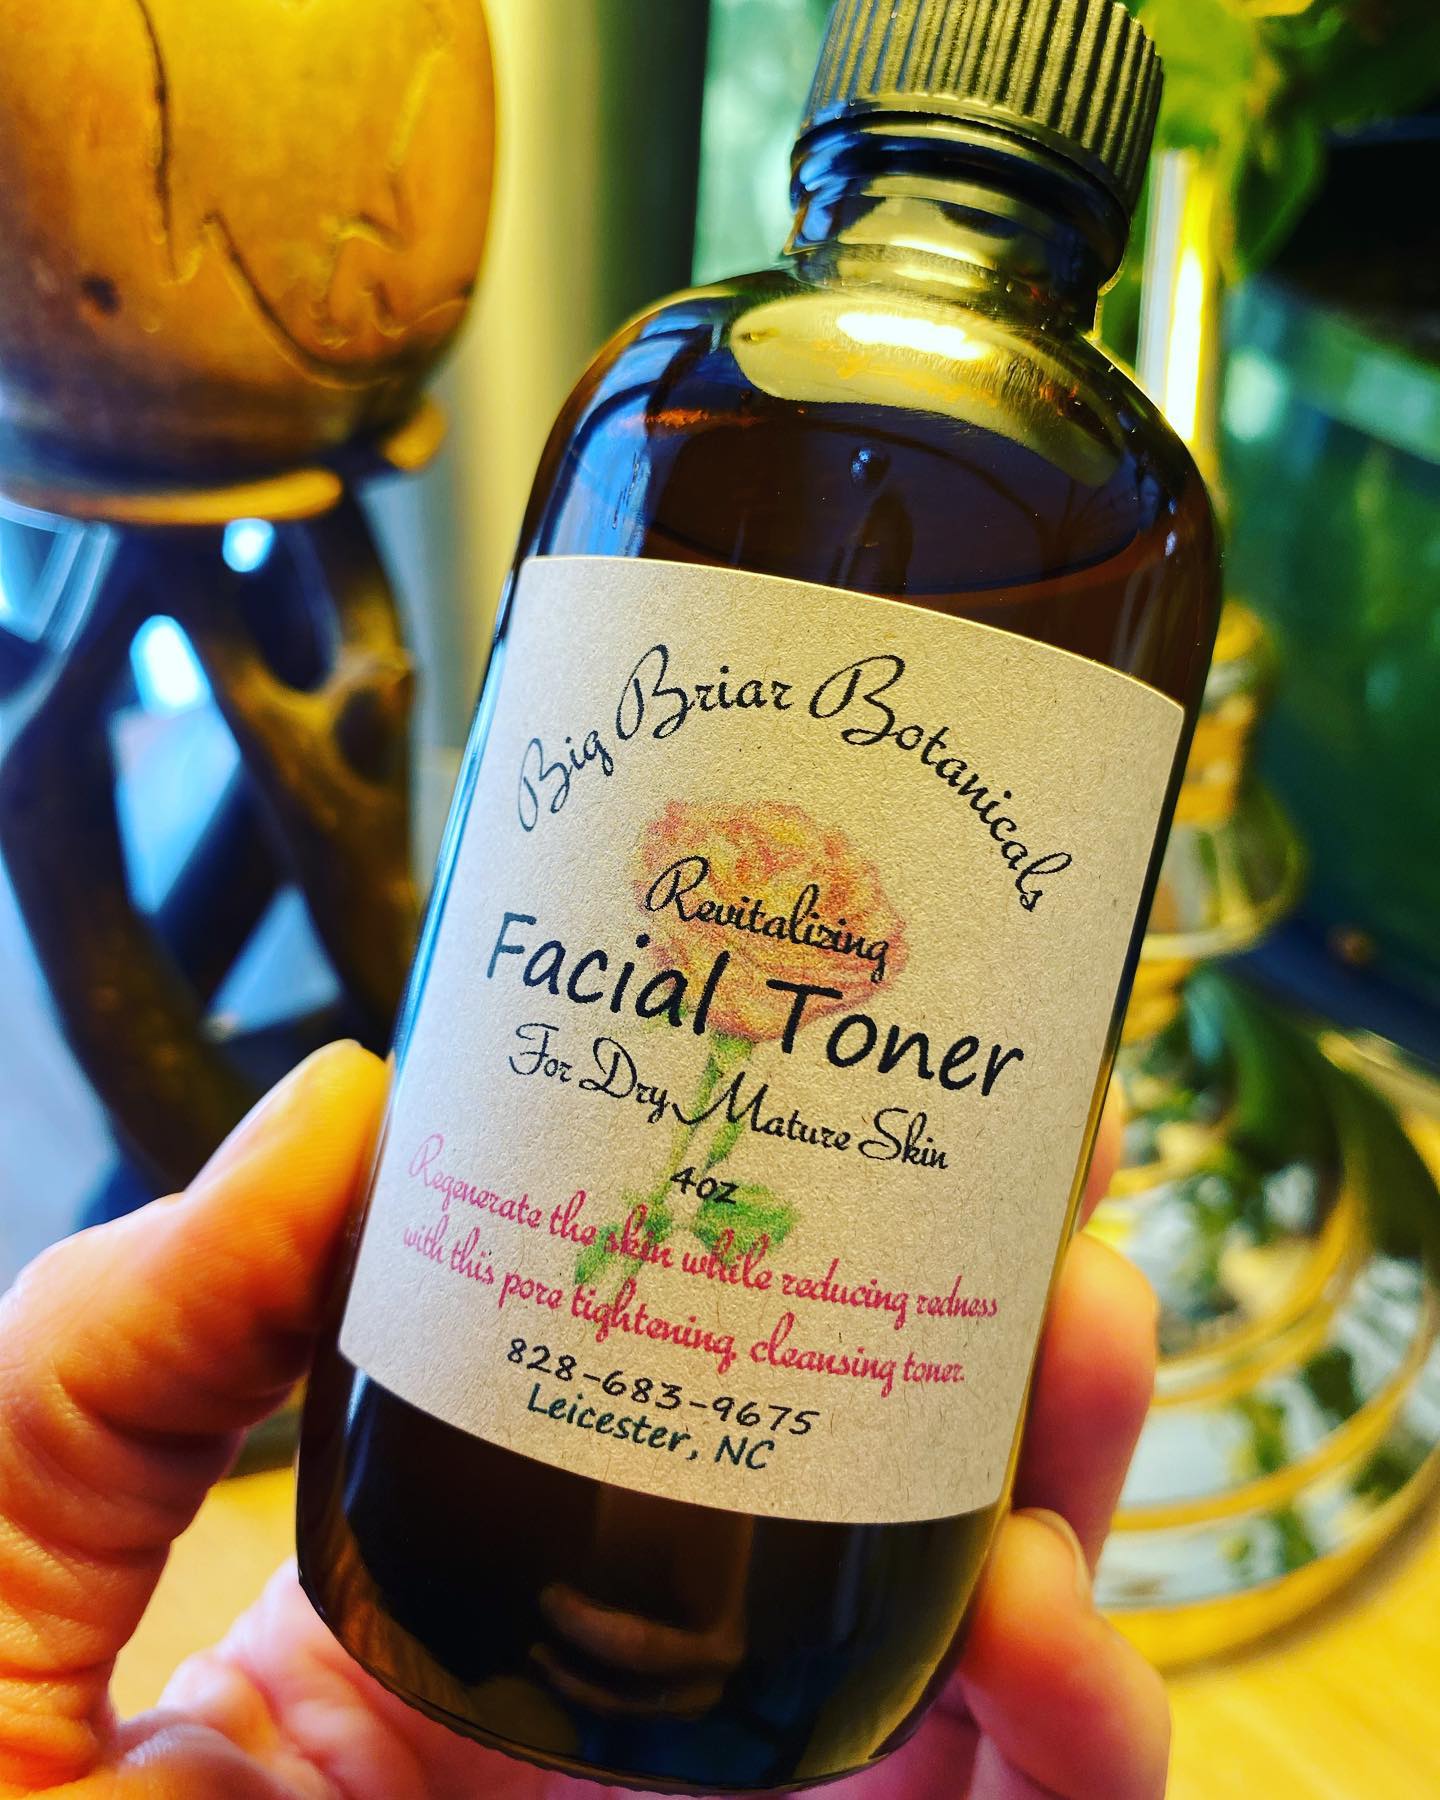 Big Briar Botanicals
Revitalizing
Facial Toner
For Dry Mature Skin
4oz
Regenerate the skin while reducing redness
with this pore tightening, cleansing toner.
828-683-9675
Leicester, NC